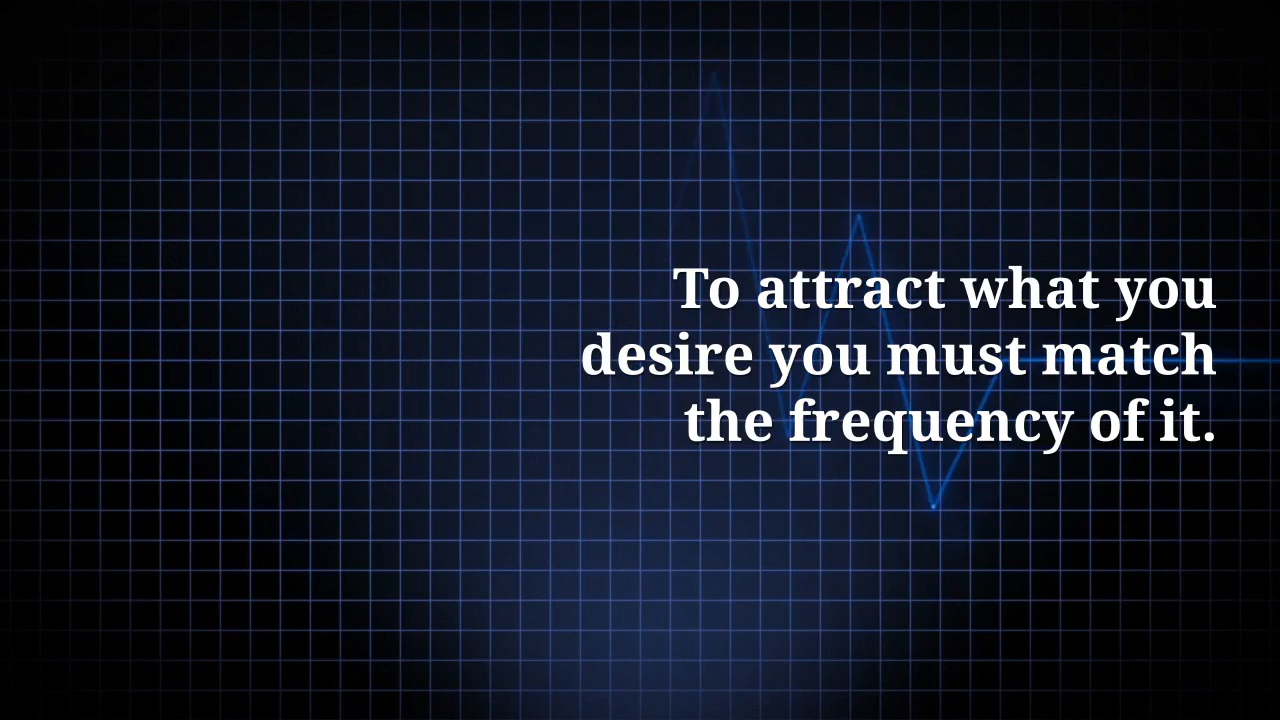 To attract what you
desire you must match
the frequency of it.